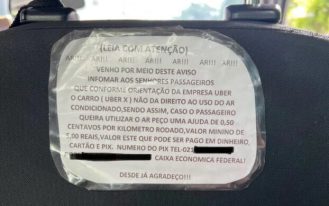 (LEIA COM ATENÇÃO)
AR!!! AR!!! AR!!! AR!!! AR!!! AR!!!
VENHO POR MEIO DESTE AVISO
INFOMAR AOS SENHORES PASSAGEIROS
QUE CONFORME ORIENTAÇÃO DA EMPRESA UBER
O CARRO ( UBER X ) NÃO DA DIREITO AO USO DO AR
CONDICIONADO,SENDO ASSIM, CASO O PASSAGEIRO
QUEIRA UTILIZAR O AR PEÇO UMA AJUDA DE 0,50
CENTAVOS POR KILOMETRO RODADO,VALOR MININO DE
5,00 REAIS,VALOR ESTE QUE PODE SER PAGO EM DINHEIRO,
CARTÃO E PIX. NUMERO DO PIX TEL-021
CAIXA ECONOMICA FEDERAL!
DESDE JÁ AGRADEÇO!!!